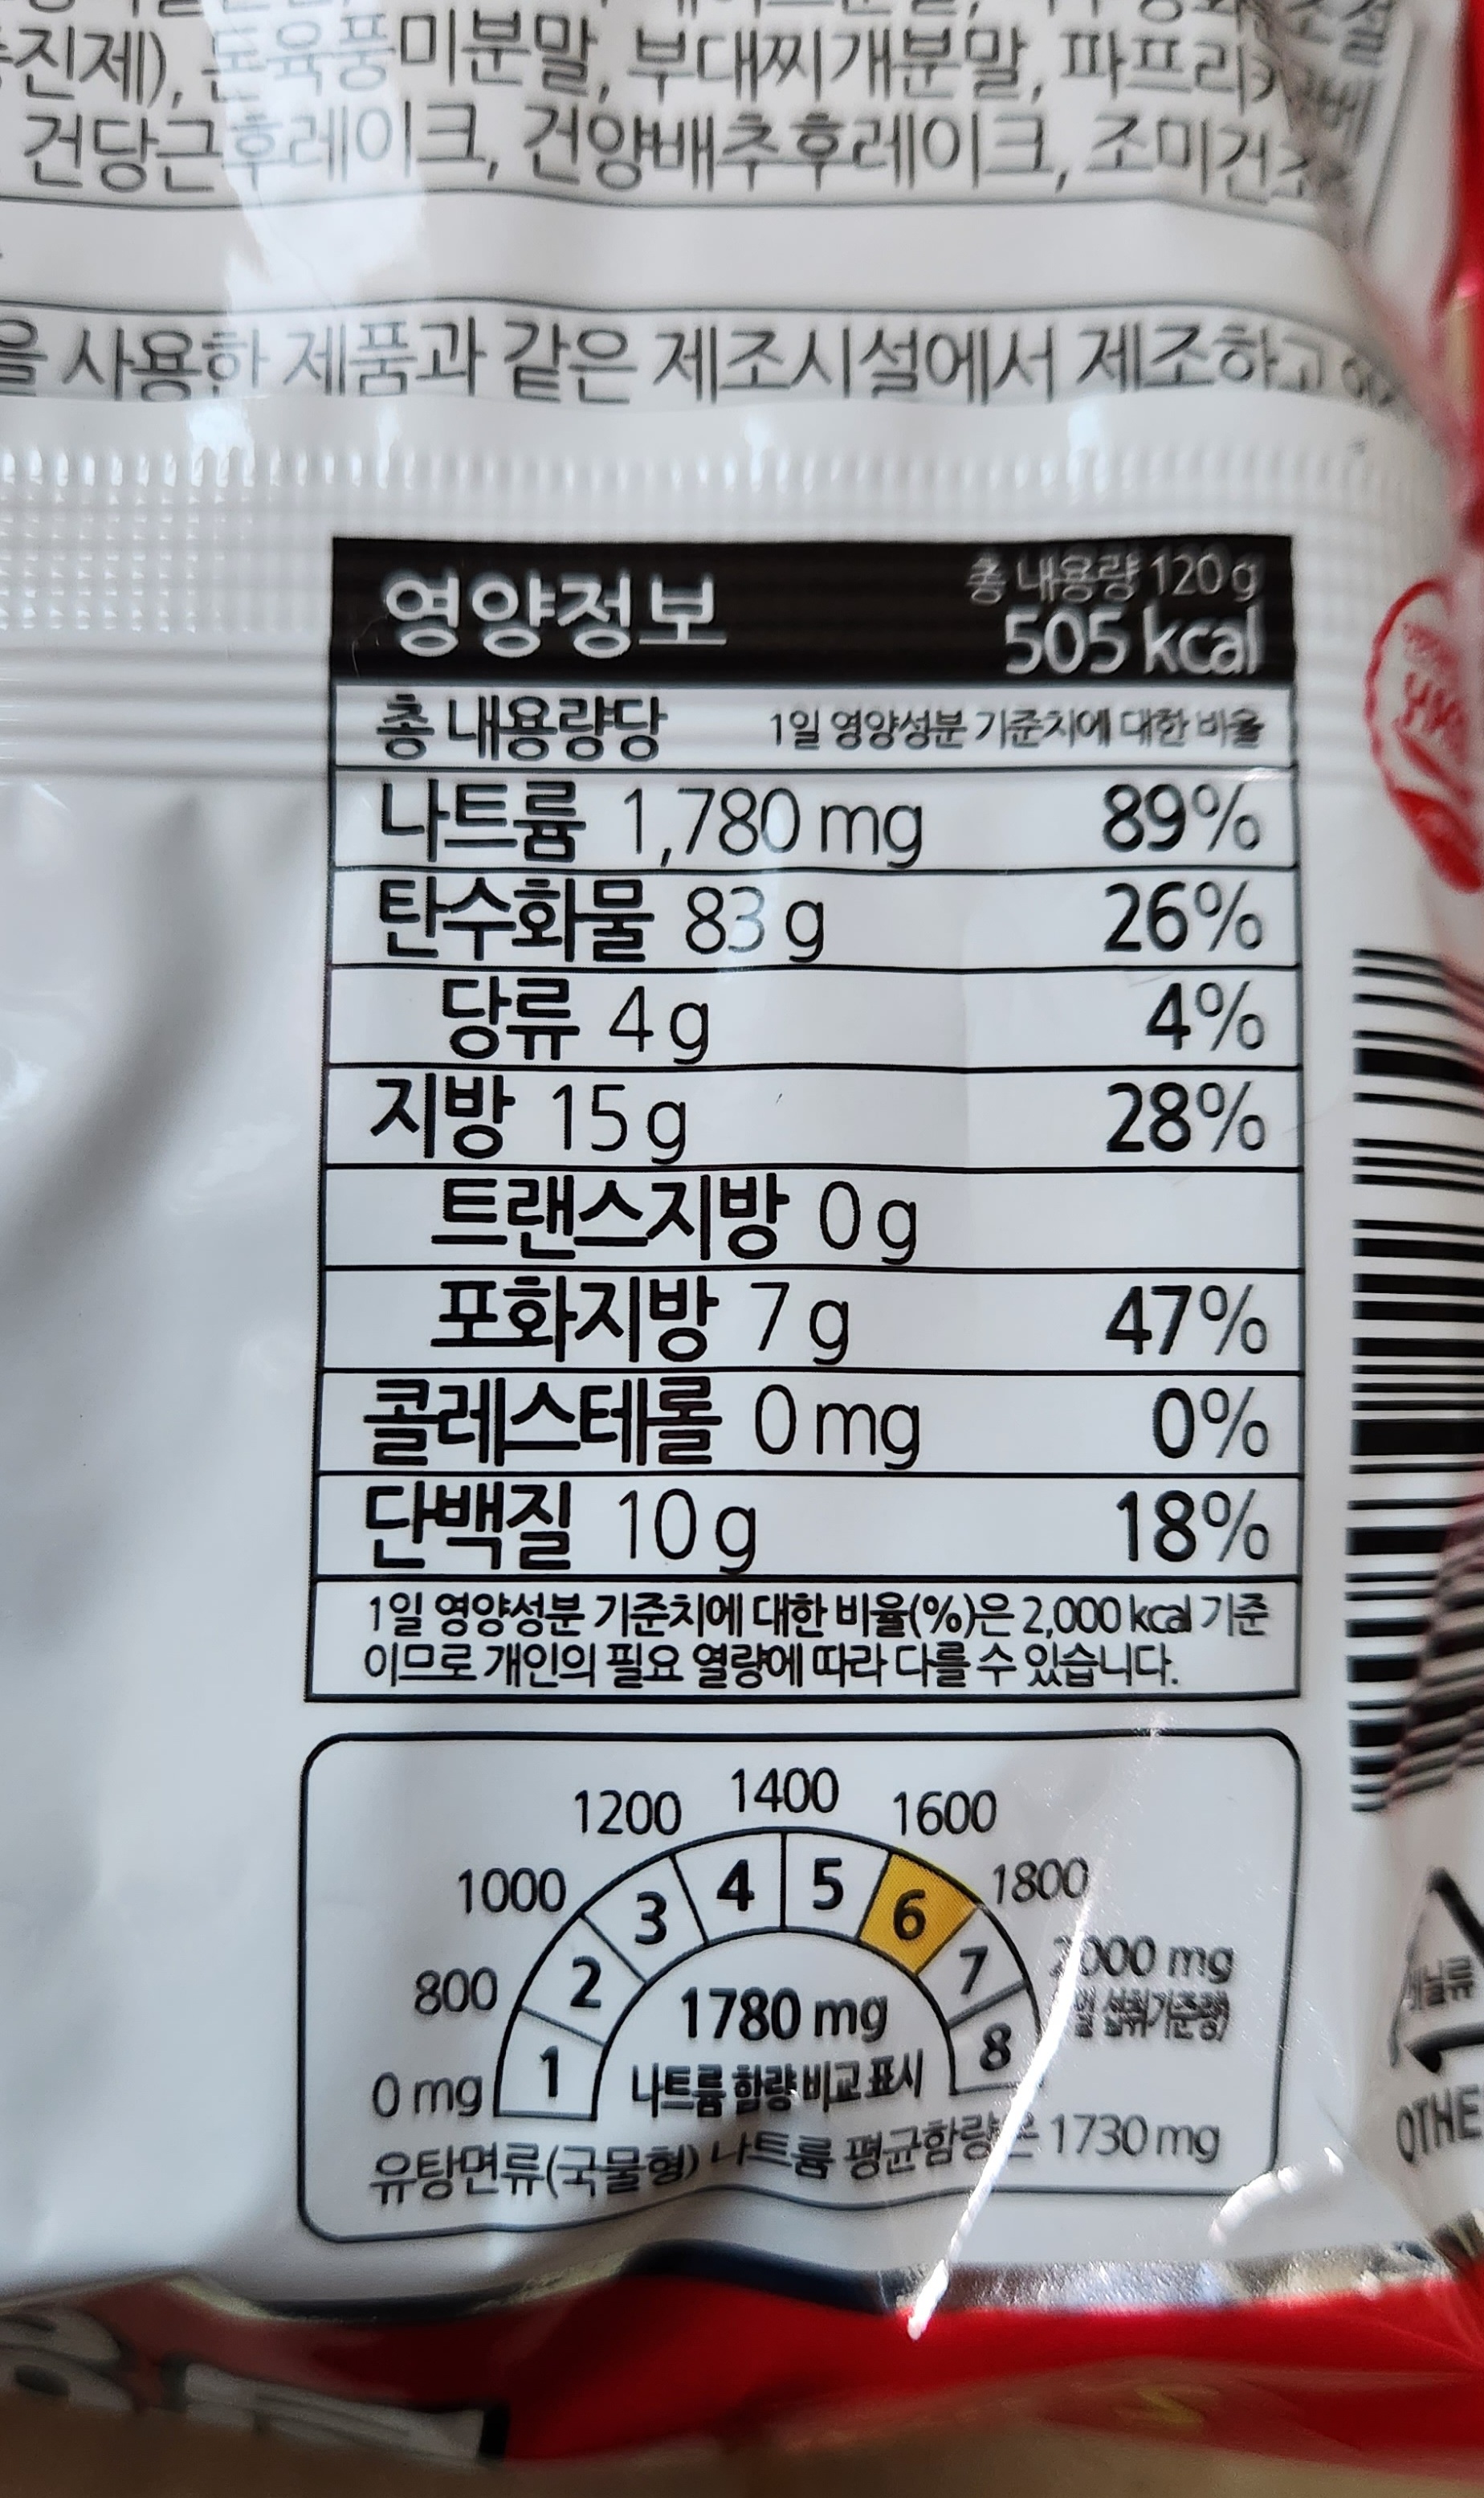 진제), 돈육풍미분말, 부대찌개분말, 파프리카
건당근후레이크, 건양배추후레이크, 조미건조
을 사용한 제품과 같은 제조시설에서 제조하고
영양정보
총 내용량 120 g
505 kcal
총 내용량당 1일 영양성분 기준치에 대한 비율
나트륨 1,780 mg 89%
탄수화물 83 g 26%
당류 4 g 4%
지방 15 g 28%
트랜스지방 0 g
포화지방 7 g 47%
콜레스테롤 0 mg 0%
단백질 10 g 18%
1일 영양성분 기준치에 대한 비율(%)은 2,000 kcal 기준
이므로 개인의 필요 열량에 따라 다를 수 있습니다.
0 mg 800 1000 1200 1400 1600 1800 2000 mg
섭취기준량)
1 2 3 4 5 6 7 8
1780 mg
나트륨 함량 비교 표시
유탕면류(국물형) 나트륨 평균함량은 1730 mg
비닐류
OTHE